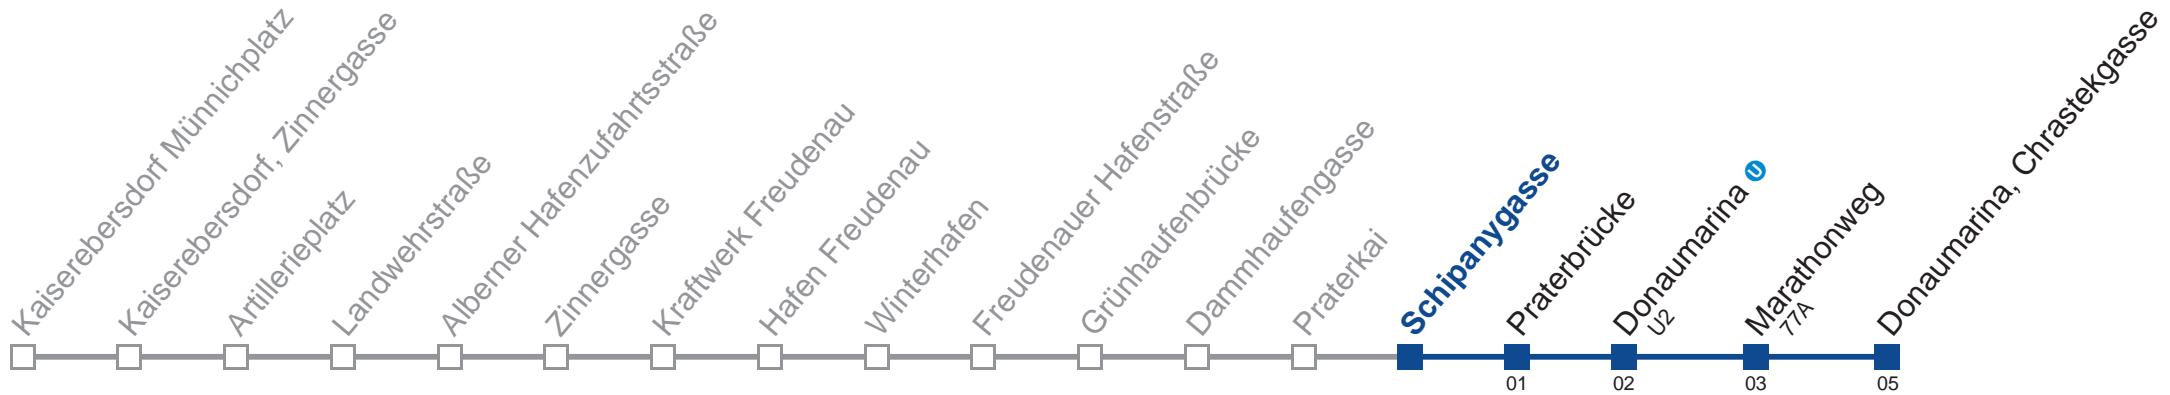 Kaiserebersdorf Münnichplatz
Kaiserebersdorf, Zinnergasse
Artillerieplatz
Landwehrstraße
Alberner Hafenzufahrtsstraße
Zinnergasse
Kraftwerk Freudenau
Hafen Freudenau
Winterhafen
Freudenauer Hafenstraße
Grünhaufenbrücke
Dammhaufengasse
Praterkai
Schipanygasse
Praterbrücke
Donaumarina U
U2
Marathonweg
77A
Donaumarina, Chrastekgasse
01 02 03 05